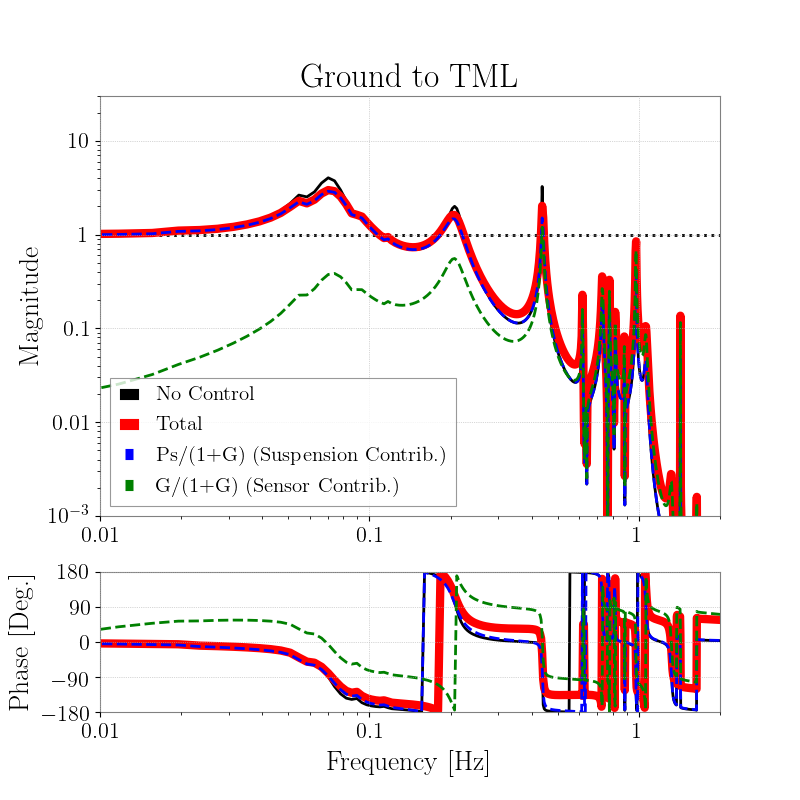 Ground to TML
Magnitude
10
1
0.1
0.01
10⁻³
No Control
Total
Ps/(1+G) (Suspension Contrib.)
G/(1+G) (Sensor Contrib.)
0.01 0.1 1
Phase [Deg.]
180
90
0
−90
−180
0.01 0.1 1
Frequency [Hz]